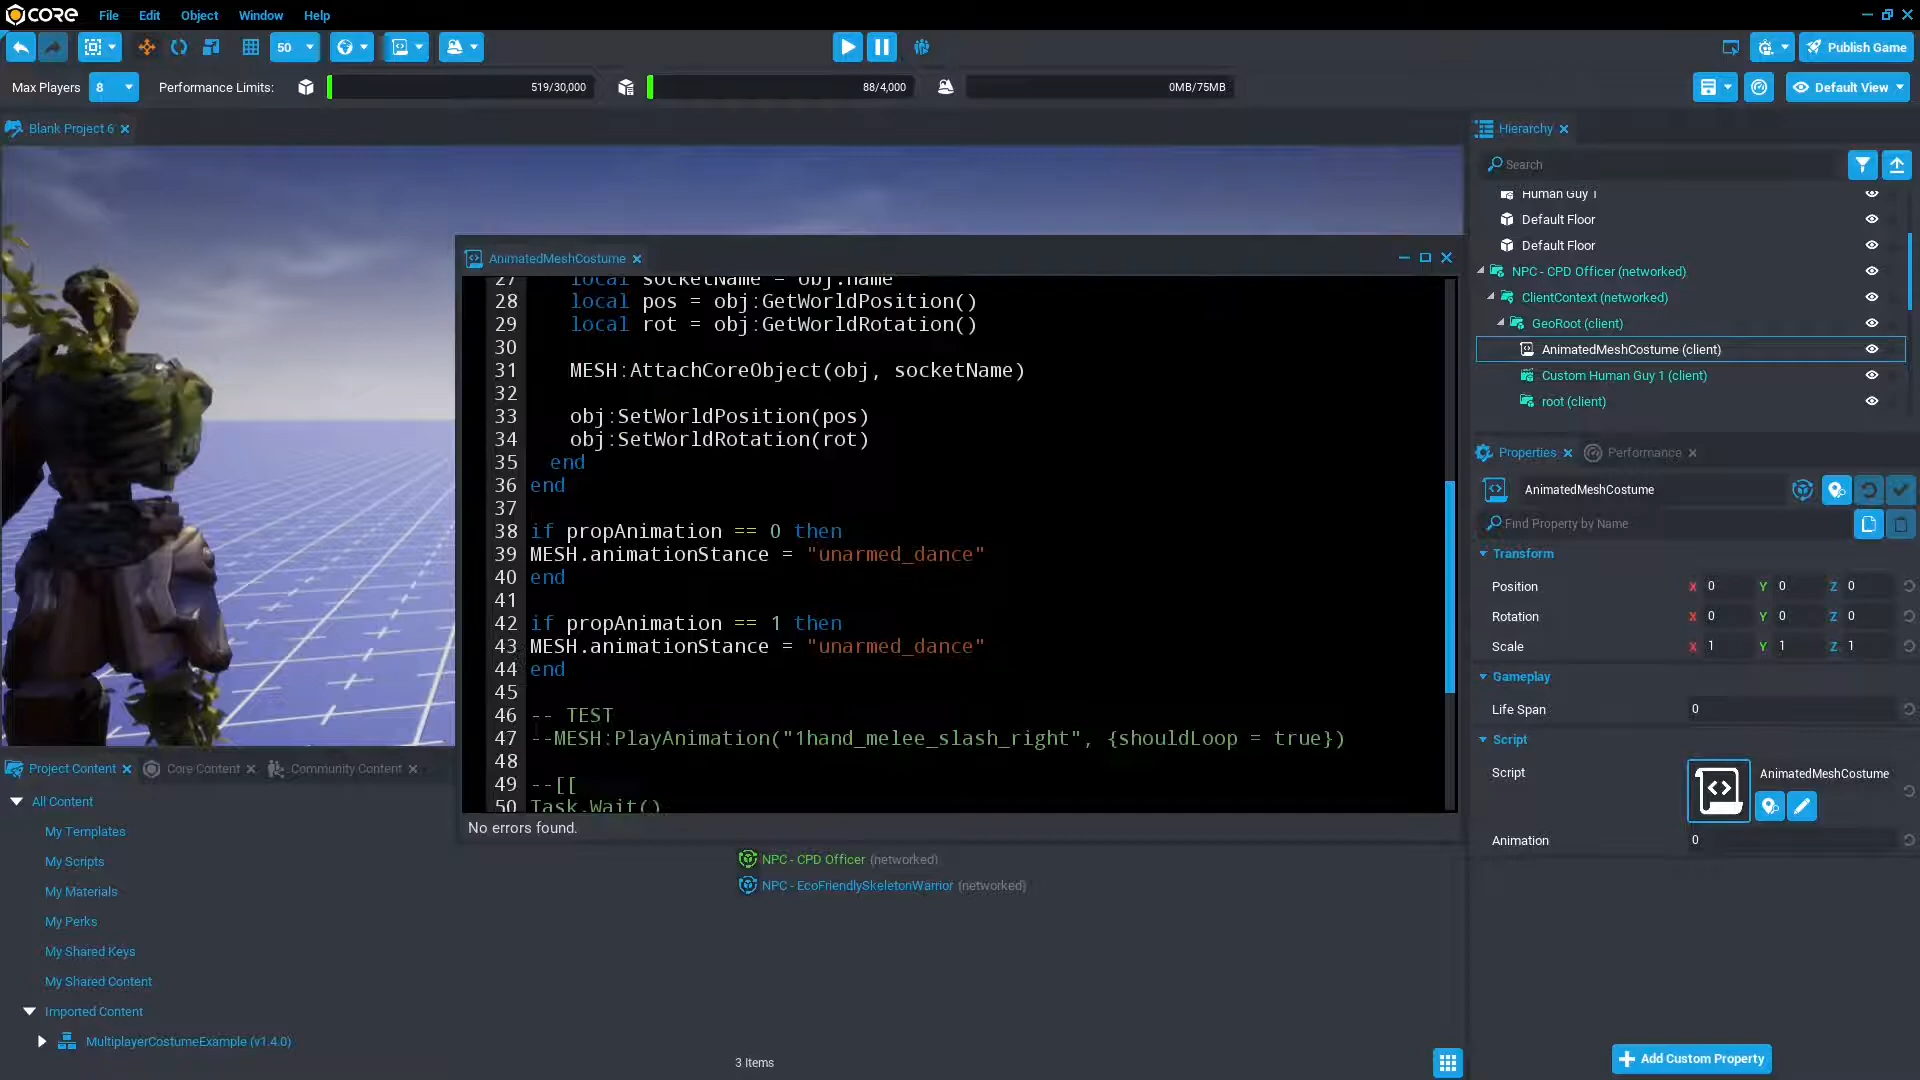 CORE File Edit Object Window Help
50 Publish Game
Max Players 8 Performance Limits: 519/30,000 88/4,000 0MB/75MB Default View
Blank Project 6
Hierarchy
Search
Human Guy 1
Default Floor
Default Floor
NPC - CPD Officer (networked)
ClientContext (networked)
GeoRoot (client)
AnimatedMeshCostume (client)
Custom Human Guy 1 (client)
root (client)
AnimatedMeshCostume
27 local socketName = obj.name
28 local pos = obj:GetWorldPosition()
29 local rot = obj:GetWorldRotation()
30
31 MESH:AttachCoreObject(obj, socketName)
32
33 obj:SetWorldPosition(pos)
34 obj:SetWorldRotation(rot)
35 end
36 end
37
38 if propAnimation == 0 then
39 MESH.animationStance = "unarmed_dance"
40 end
41
42 if propAnimation == 1 then
43 MESH.animationStance = "unarmed_dance"
44 end
45
46 -- TEST
47 --MESH:PlayAnimation("1hand_melee_slash_right", {shouldLoop = true})
48
49 --[[
50 Task.Wait()
No errors found.
Properties Performance
AnimatedMeshCostume
Find Property by Name
Transform
Position X 0 Y 0 Z 0
Rotation X 0 Y 0 Z 0
Scale X 1 Y 1 Z 1
Gameplay
Life Span 0
Script
Script AnimatedMeshCostume
Animation 0
Add Custom Property
Project Content Core Content Community Content
All Content
My Templates
My Scripts
My Materials
My Perks
My Shared Keys
My Shared Content
Imported Content
MultiplayerCostumeExample (v1.4.0)
NPC - CPD Officer (networked)
NPC - EcoFriendlySkeletonWarrior (networked)
3 Items